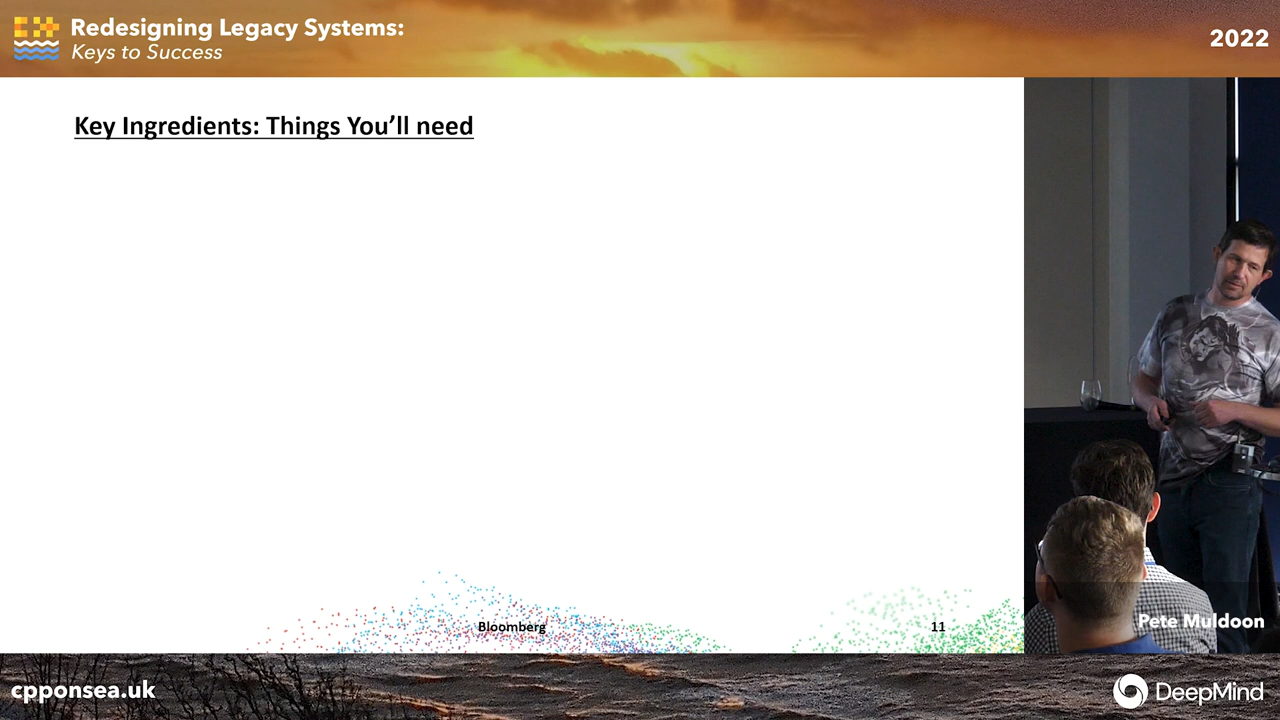 Redesigning Legacy Systems:
Keys to Success
2022
Key Ingredients: Things You’ll need
Bloomberg
11
Pete Muldoon
cpponsea.uk
DeepMind